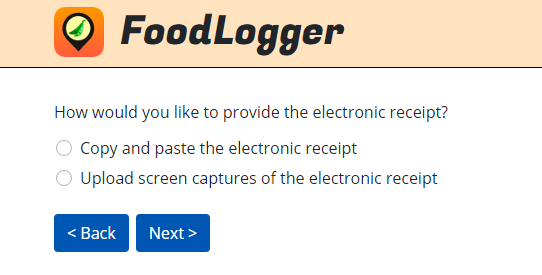 FoodLogger
How would you like to provide the electronic receipt?
Copy and paste the electronic receipt
Upload screen captures of the electronic receipt
< Back Next >